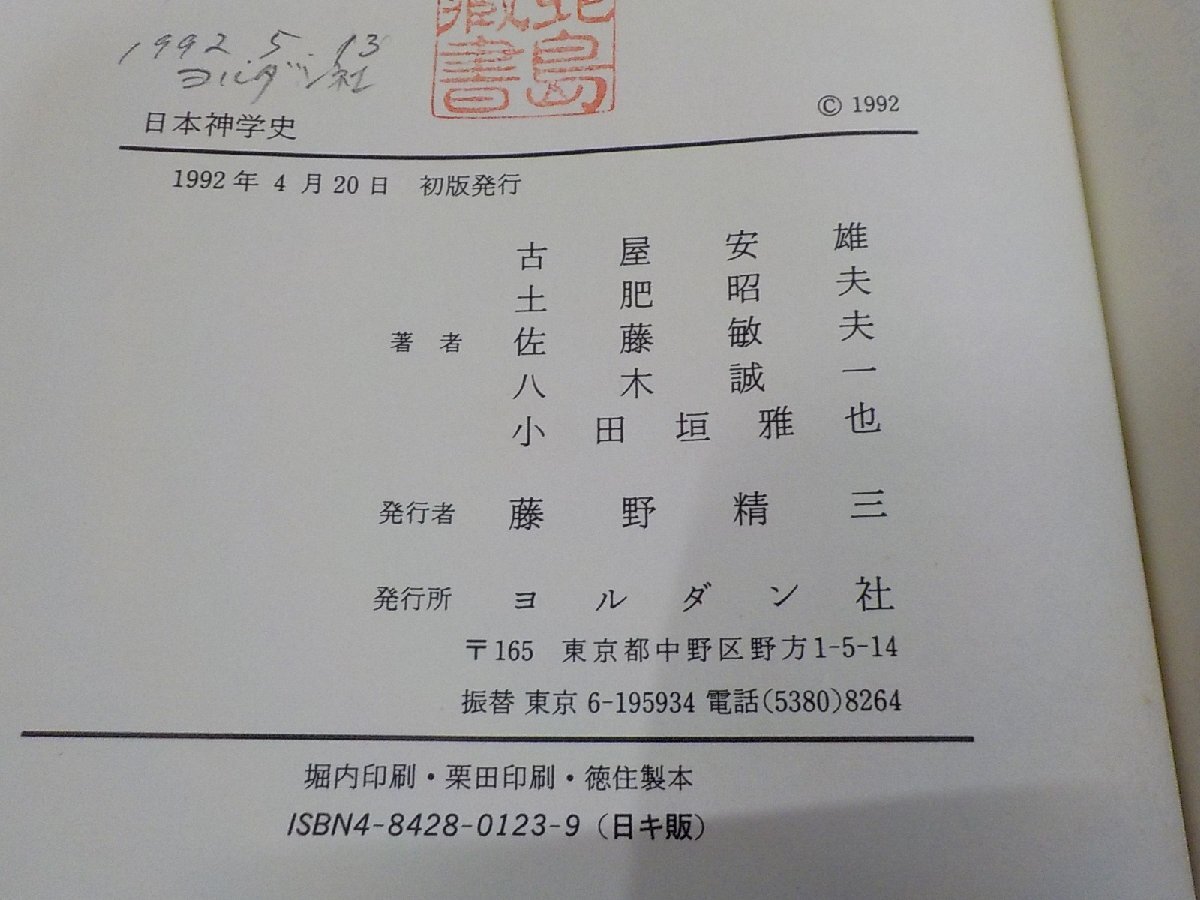 1992. 5. 13
ヨルダン社
蔵書
島
日本神学史
© 1992
1992年 4 月20日 初版発行
古屋安雄
土肥昭夫
著 者 佐藤敏夫
八木誠一
小田垣雅也
発行者 藤野精三
発行所 ヨルダン社
〒165 東京都中野区野方1-5-14
振替 東京 6-195934 電話(5380)8264
堀内印刷・栗田印刷・徳住製本
ISBN4-8428-0123-9 (日キ販)